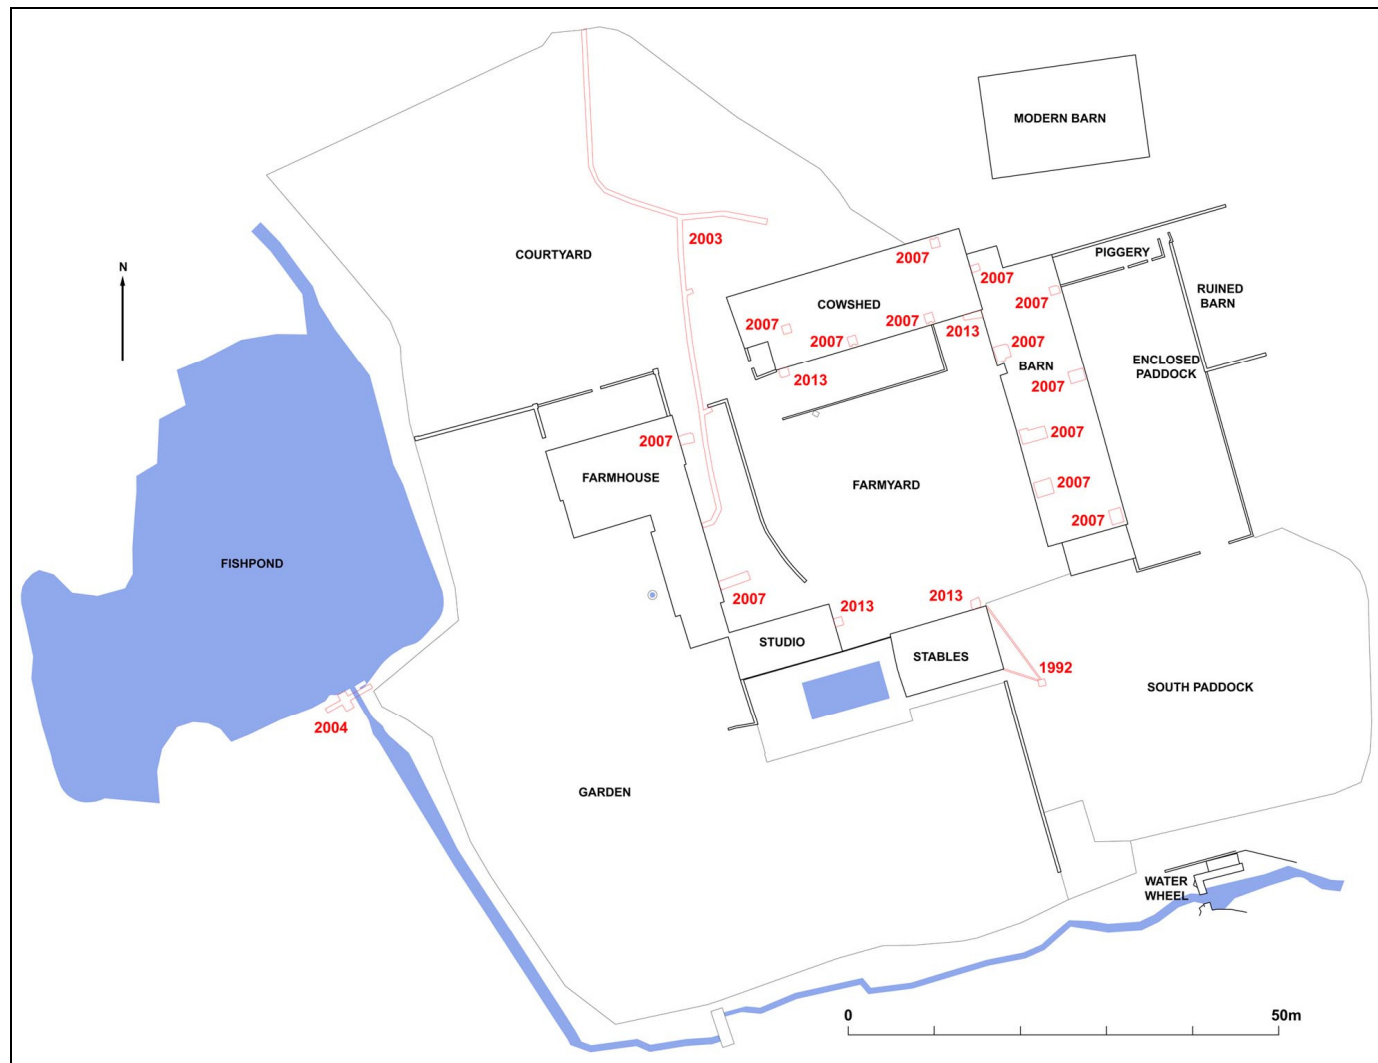 MODERN BARN
2003
COURTYARD
N
2007
2007
PIGGERY
2007
RUINED
BARN
COWSHED
2007
2007
2007
2013
2007
BARN
ENCLOSED
PADDOCK
2013
2007
2007
2007
FARMHOUSE
FARMYARD
2007
2007
FISHPOND
2007
2013
2013
STUDIO
STABLES
1992
SOUTH PADDOCK
2004
GARDEN
WATER
WHEEL
0
50m